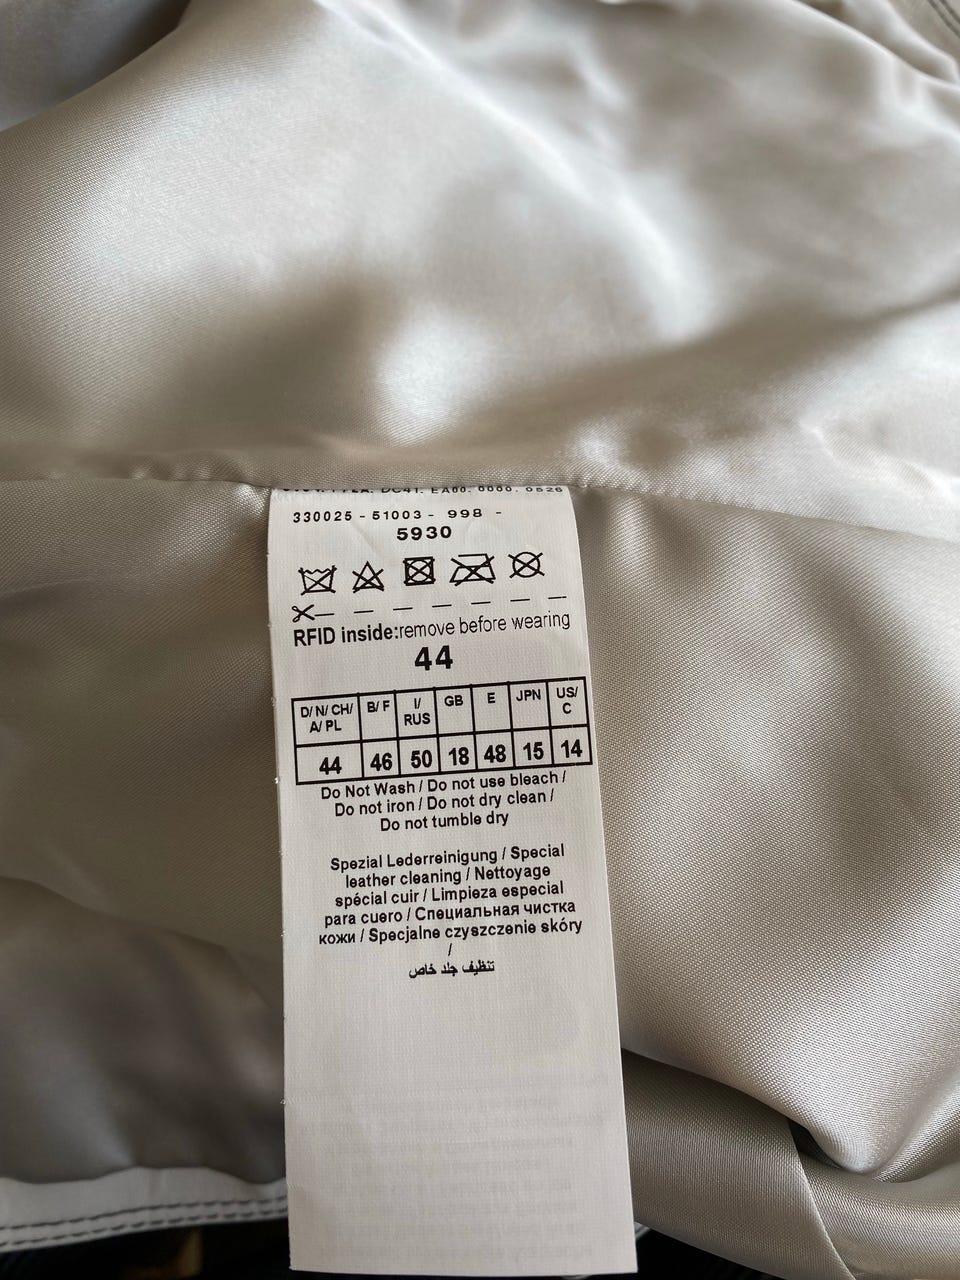 EA00. 0000. 0526
330025 - 51003 - 998 -
5930
RFID inside:remove before wearing
44
D/ N/ CH/ A/ PL B/ F I/ RUS GB E JPN US/ C
44 46 50 18 48 15 14
Do Not Wash / Do not use bleach /
Do not iron / Do not dry clean /
Do not tumble dry
Spezial Lederreinigung / Special
leather cleaning / Nettoyage
spécial cuir / Limpieza especial
para cuero / Специальная чистка
кожи / Specjalne czyszczenie skóry
/
تنظيف جلد خاص